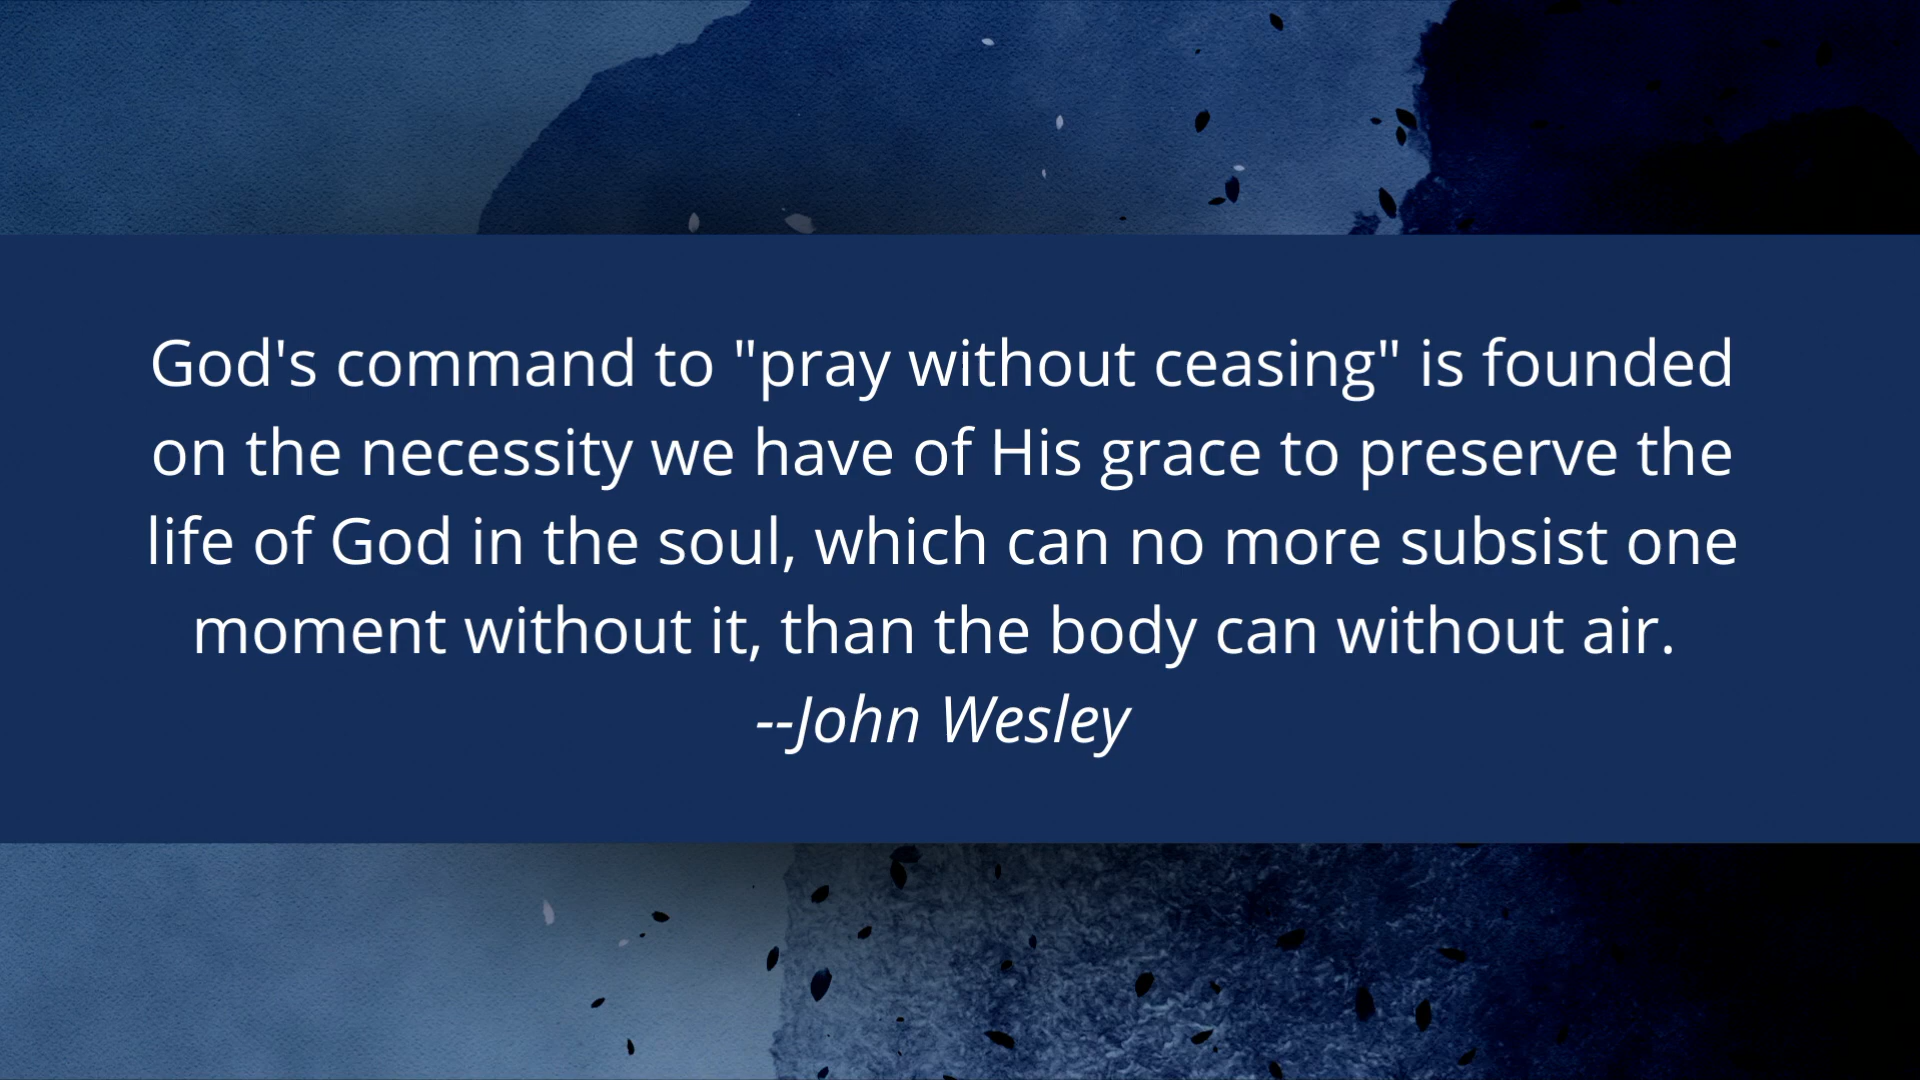 God's command to "pray without ceasing" is founded
on the necessity we have of His grace to preserve the
life of God in the soul, which can no more subsist one
moment without it, than the body can without air.
--John Wesley